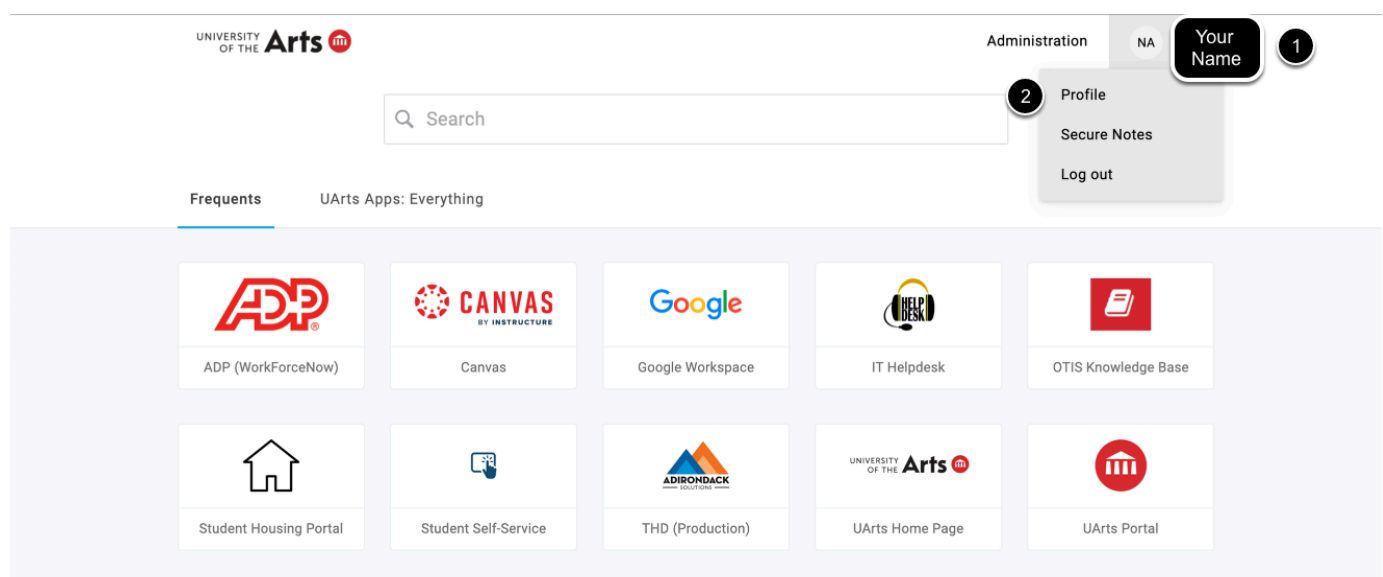 UNIVERSITY
OF THE Arts
Administration
NA
Your
Name
1
2
Profile
Secure Notes
Log out
Search
Frequents
UArts Apps: Everything
ADP
ADP (WorkForceNow)
CANVAS
BY INSTRUCTURE
Canvas
Google
Google Workspace
HELP
DESK
IT Helpdesk
OTIS Knowledge Base
Student Housing Portal
Student Self-Service
ADIRONDACK
SOLUTIONS
THD (Production)
UNIVERSITY
OF THE Arts
UArts Home Page
UArts Portal